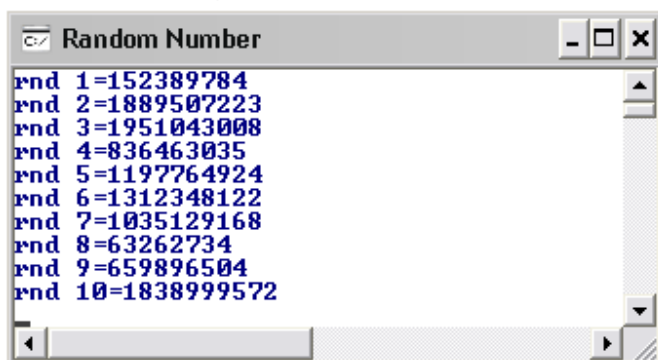 Random Number
rnd 1=152389784
rnd 2=1889507223
rnd 3=1951043008
rnd 4=836463035
rnd 5=1197764924
rnd 6=1312348122
rnd 7=1035129168
rnd 8=63262734
rnd 9=659896504
rnd 10=1838999572